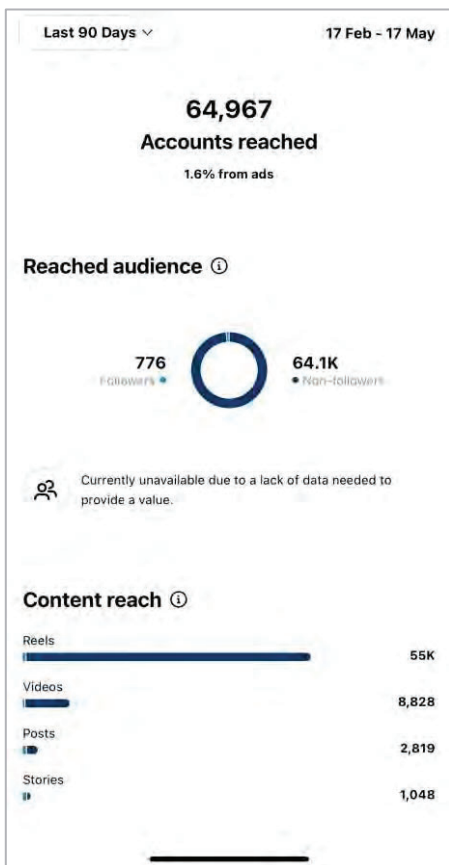 Last 90 Days
17 Feb - 17 May
64,967
Accounts reached
1.6% from ads
Reached audience
776
Followers
64.1K
Non-followers
Currently unavailable due to a lack of data needed to
provide a value.
Content reach
Reels
55K
Videos
8,828
Posts
2,819
Stories
1,048